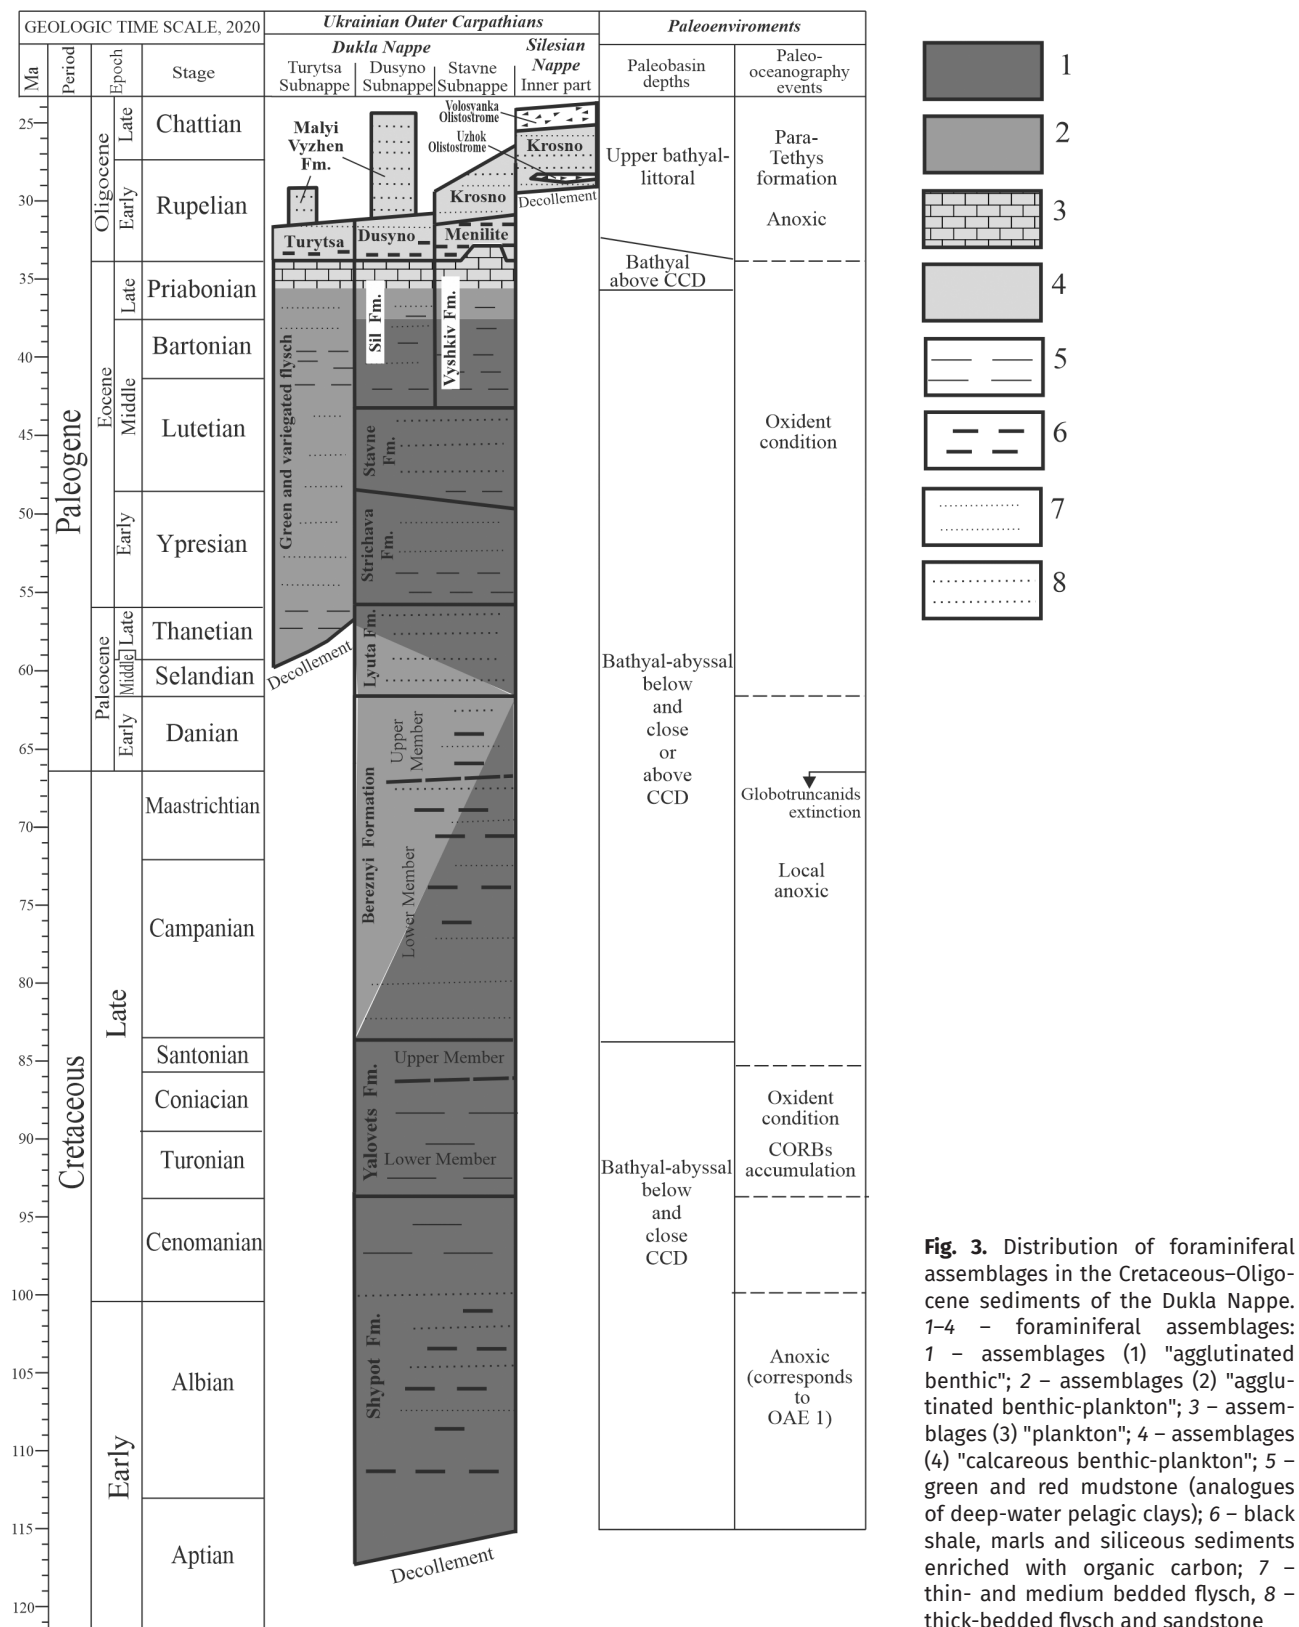 GEOLOGIC TIME SCALE, 2020
Ukrainian Outer Carpathians
Paleoenviroments
Ma
Period
Epoch
Stage
Dukla Nappe
Silesian
Nappe
Turytsa
Subnappe
Dusyno
Subnappe
Stavne
Subnappe
Inner part
Paleobasin
depths
Paleo-
oceanography
events
25
30
35
40
45
50
55
60
65
70
75
80
85
90
95
100
105
110
115
120
Paleogene
Cretaceous
Oligocene
Eocene
Paleocene
Late
Early
Late
Middle
Early
Late
Middle
Early
Late
Early
Chattian
Rupelian
Priabonian
Bartonian
Lutetian
Ypresian
Thanetian
Selandian
Danian
Maastrichtian
Campanian
Santonian
Coniacian
Turonian
Cenomanian
Albian
Aptian
Malyi
Vyzhen
Fm.
Volosyanka
Olistostrome
Uzhok
Olistostrome
Krosno
Krosno
Decollement
Turytsa
Dusyno
Menilite
Green and variegated flysch
Sil Fm.
Vyshkiv Fm.
Stavne
Fm.
Strichava
Fm.
Lyuta Fm.
Decollement
Bereznyi Formation
Upper
Member
Lower Member
Yalovets Fm.
Upper Member
Lower Member
Shypot Fm.
Decollement
Upper bathyal-
littoral
Bathyal
above CCD
Bathyal-abyssal
below
and
close
or
above
CCD
Bathyal-abyssal
below
and
close
CCD
Para-
Tethys
formation
Anoxic
Oxident
condition
Globotruncanids
extinction
Local
anoxic
Oxident
condition
CORBs
accumulation
Anoxic
(corresponds
to
OAE 1)
1
2
3
4
5
6
7
8
Fig. 3. Distribution of foraminiferal
assemblages in the Cretaceous–Oligo-
cene sediments of the Dukla Nappe.
1–4 – foraminiferal assemblages:
1 – assemblages (1) "agglutinated
benthic"; 2 – assemblages (2) "agglu-
tinated benthic-plankton"; 3 – assem-
blages (3) "plankton"; 4 – assemblages
(4) "calcareous benthic-plankton"; 5 –
green and red mudstone (analogues
of deep-water pelagic clays); 6 – black
shale, marls and siliceous sediments
enriched with organic carbon; 7 –
thin- and medium bedded flysch, 8 –
thick-bedded flysch and sandstone